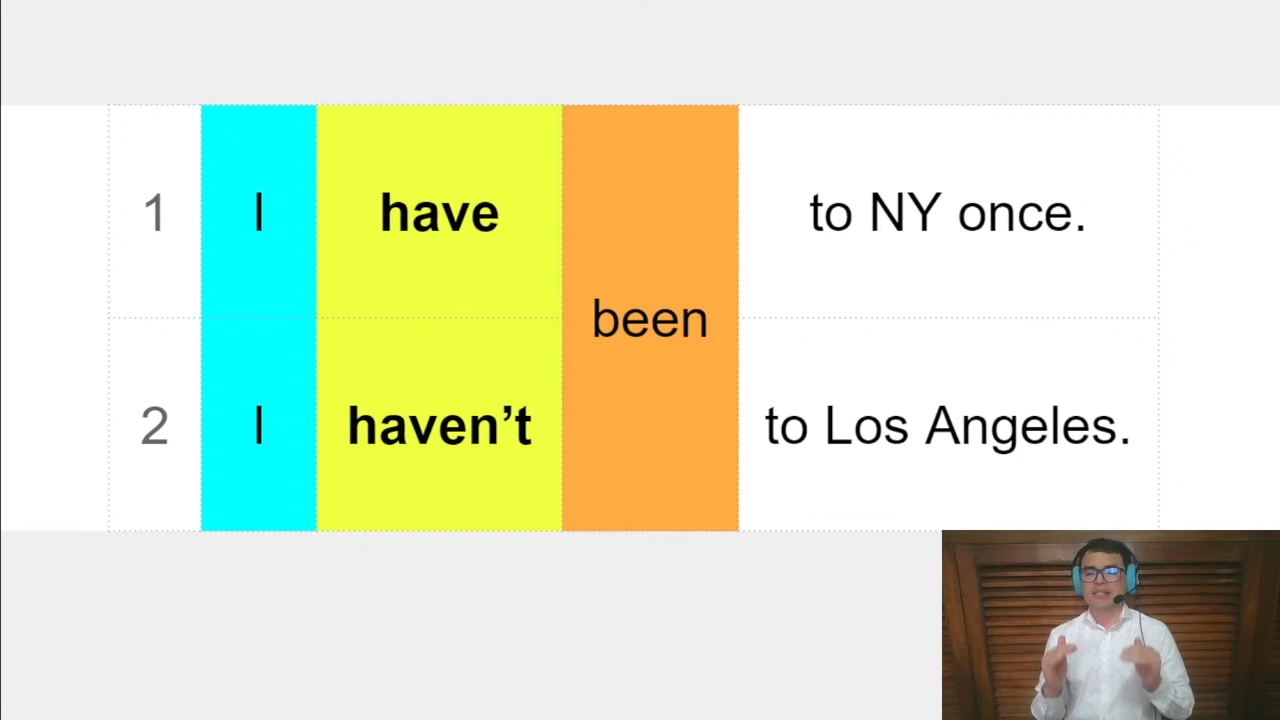 1 I have to NY once.
been
2 I haven’t to Los Angeles.